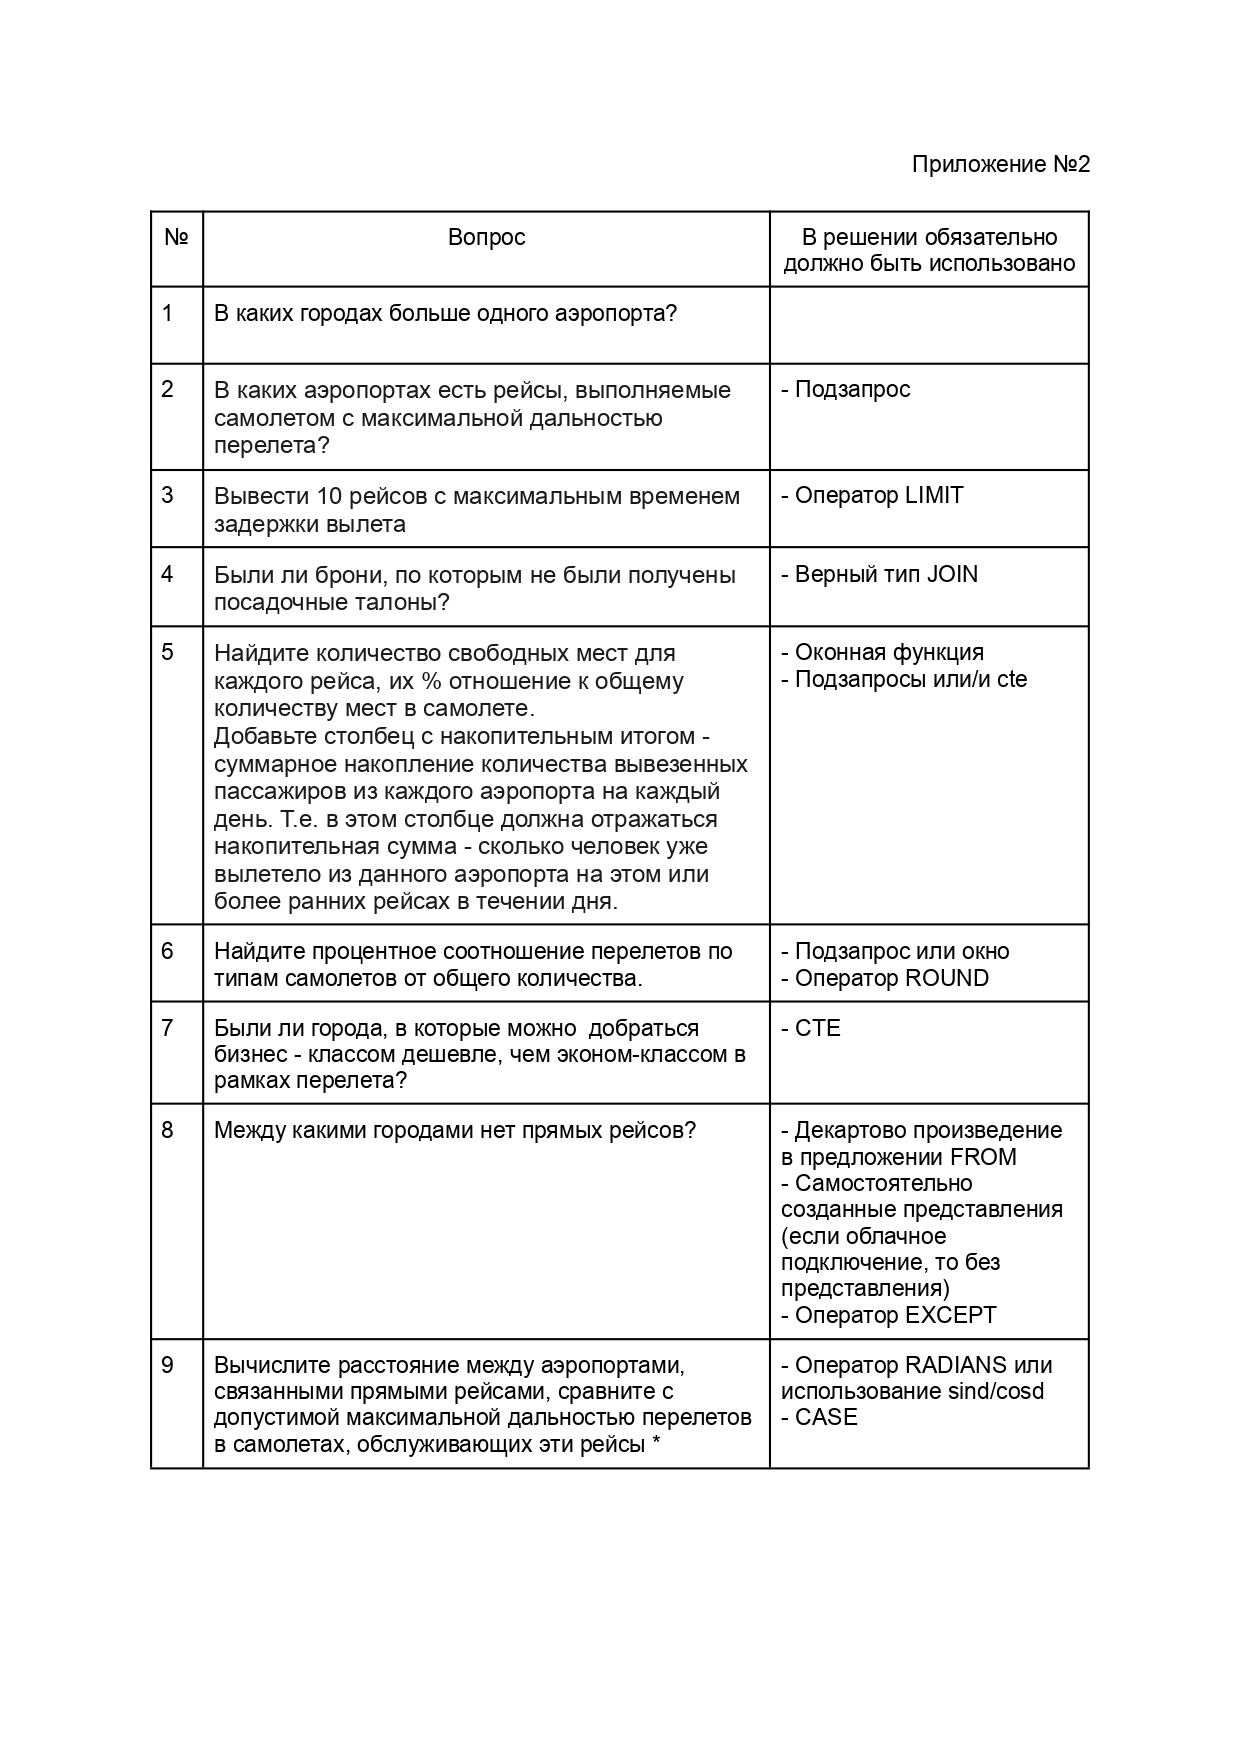 Приложение №2
№
Вопрос
В решении обязательно
должно быть использовано
1
В каких городах больше одного аэропорта?
2
В каких аэропортах есть рейсы, выполняемые
самолетом с максимальной дальностью
перелета?
- Подзапрос
3
Вывести 10 рейсов с максимальным временем
задержки вылета
- Оператор LIMIT
4
Были ли брони, по которым не были получены
посадочные талоны?
- Верный тип JOIN
5
Найдите количество свободных мест для
каждого рейса, их % отношение к общему
количеству мест в самолете.
Добавьте столбец с накопительным итогом -
суммарное накопление количества вывезенных
пассажиров из каждого аэропорта на каждый
день. Т.е. в этом столбце должна отражаться
накопительная сумма - сколько человек уже
вылетело из данного аэропорта на этом или
более ранних рейсах в течении дня.
- Оконная функция
- Подзапросы или/и cte
6
Найдите процентное соотношение перелетов по
типам самолетов от общего количества.
- Подзапрос или окно
- Оператор ROUND
7
Были ли города, в которые можно  добраться
бизнес - классом дешевле, чем эконом-классом в
рамках перелета?
- CTE
8
Между какими городами нет прямых рейсов?
- Декартово произведение
в предложении FROM
- Самостоятельно
созданные представления
(если облачное
подключение, то без
представления)
- Оператор EXCEPT
9
Вычислите расстояние между аэропортами,
связанными прямыми рейсами, сравните с
допустимой максимальной дальностью перелетов
в самолетах, обслуживающих эти рейсы *
- Оператор RADIANS или
использование sind/cosd
- CASE